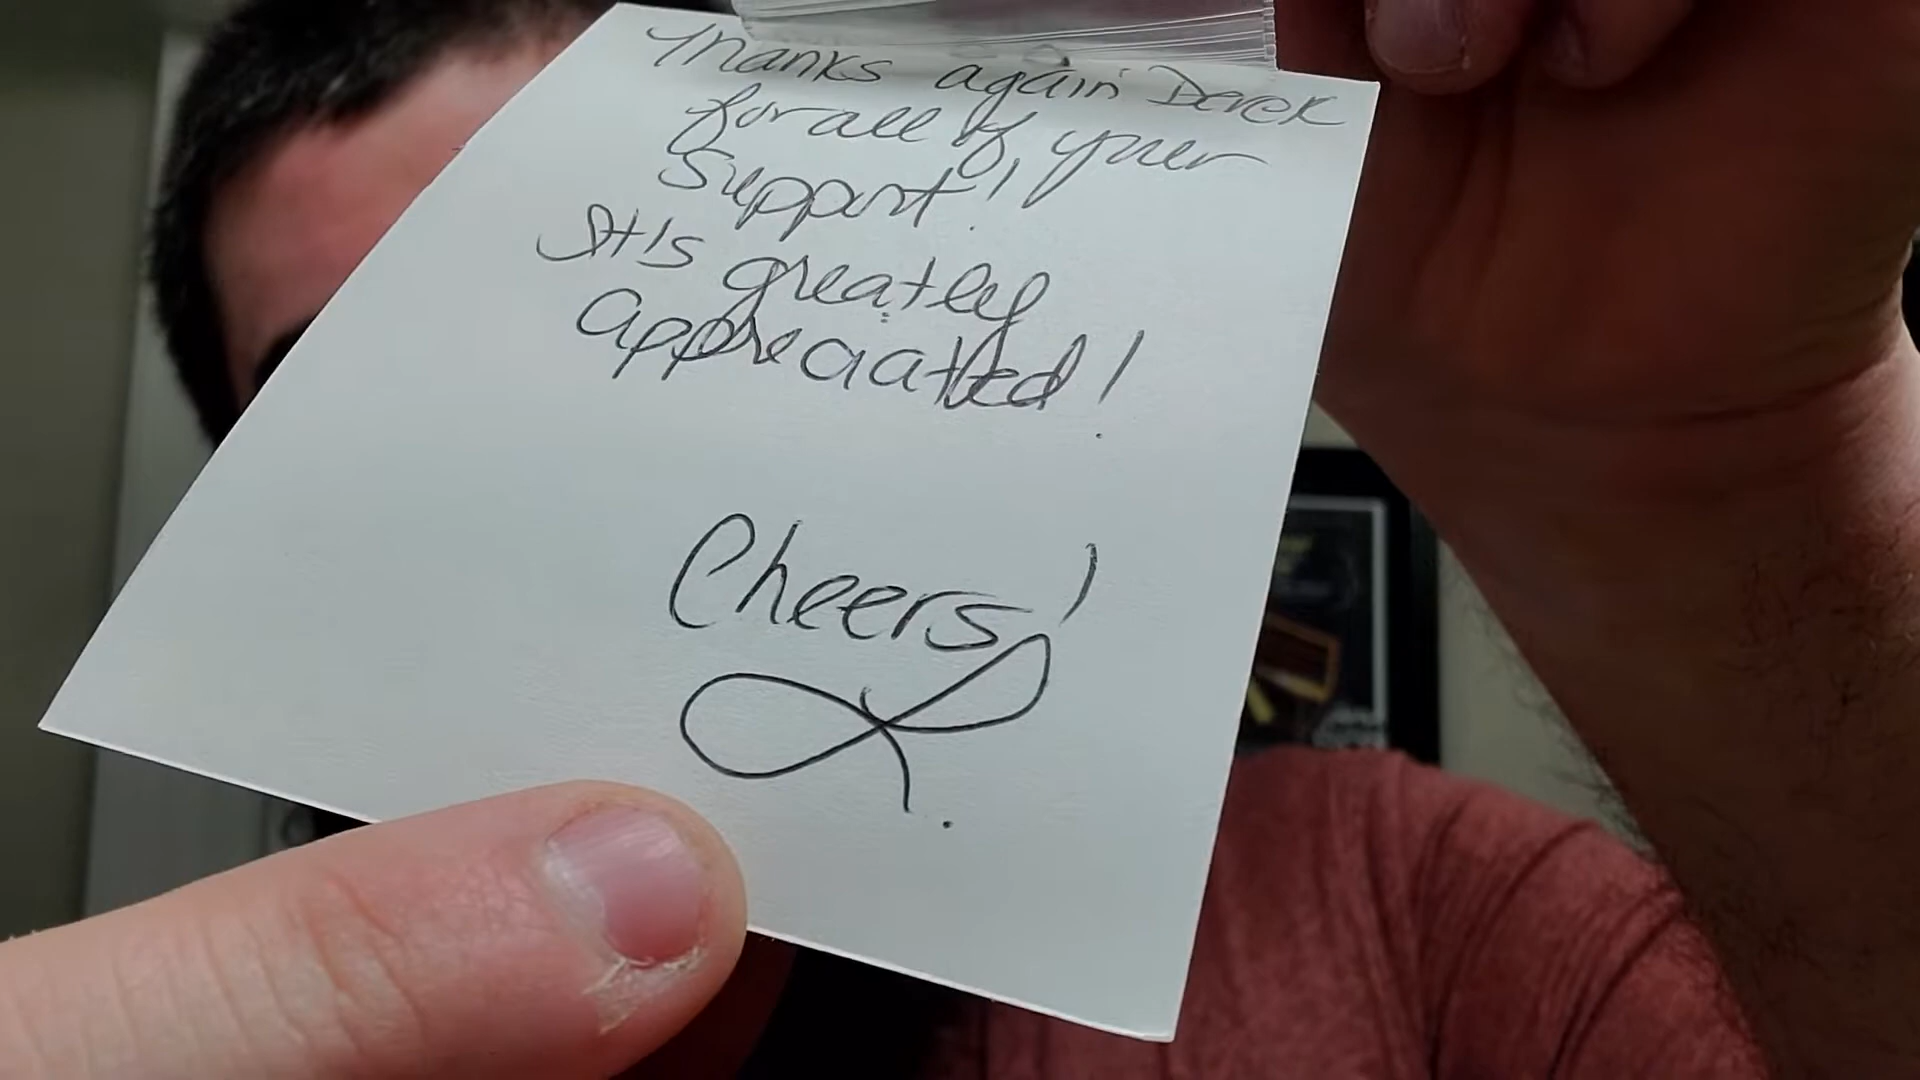 Thanks again Derek
for all of your
Support!
It's greatly
appreciated!
Cheers!